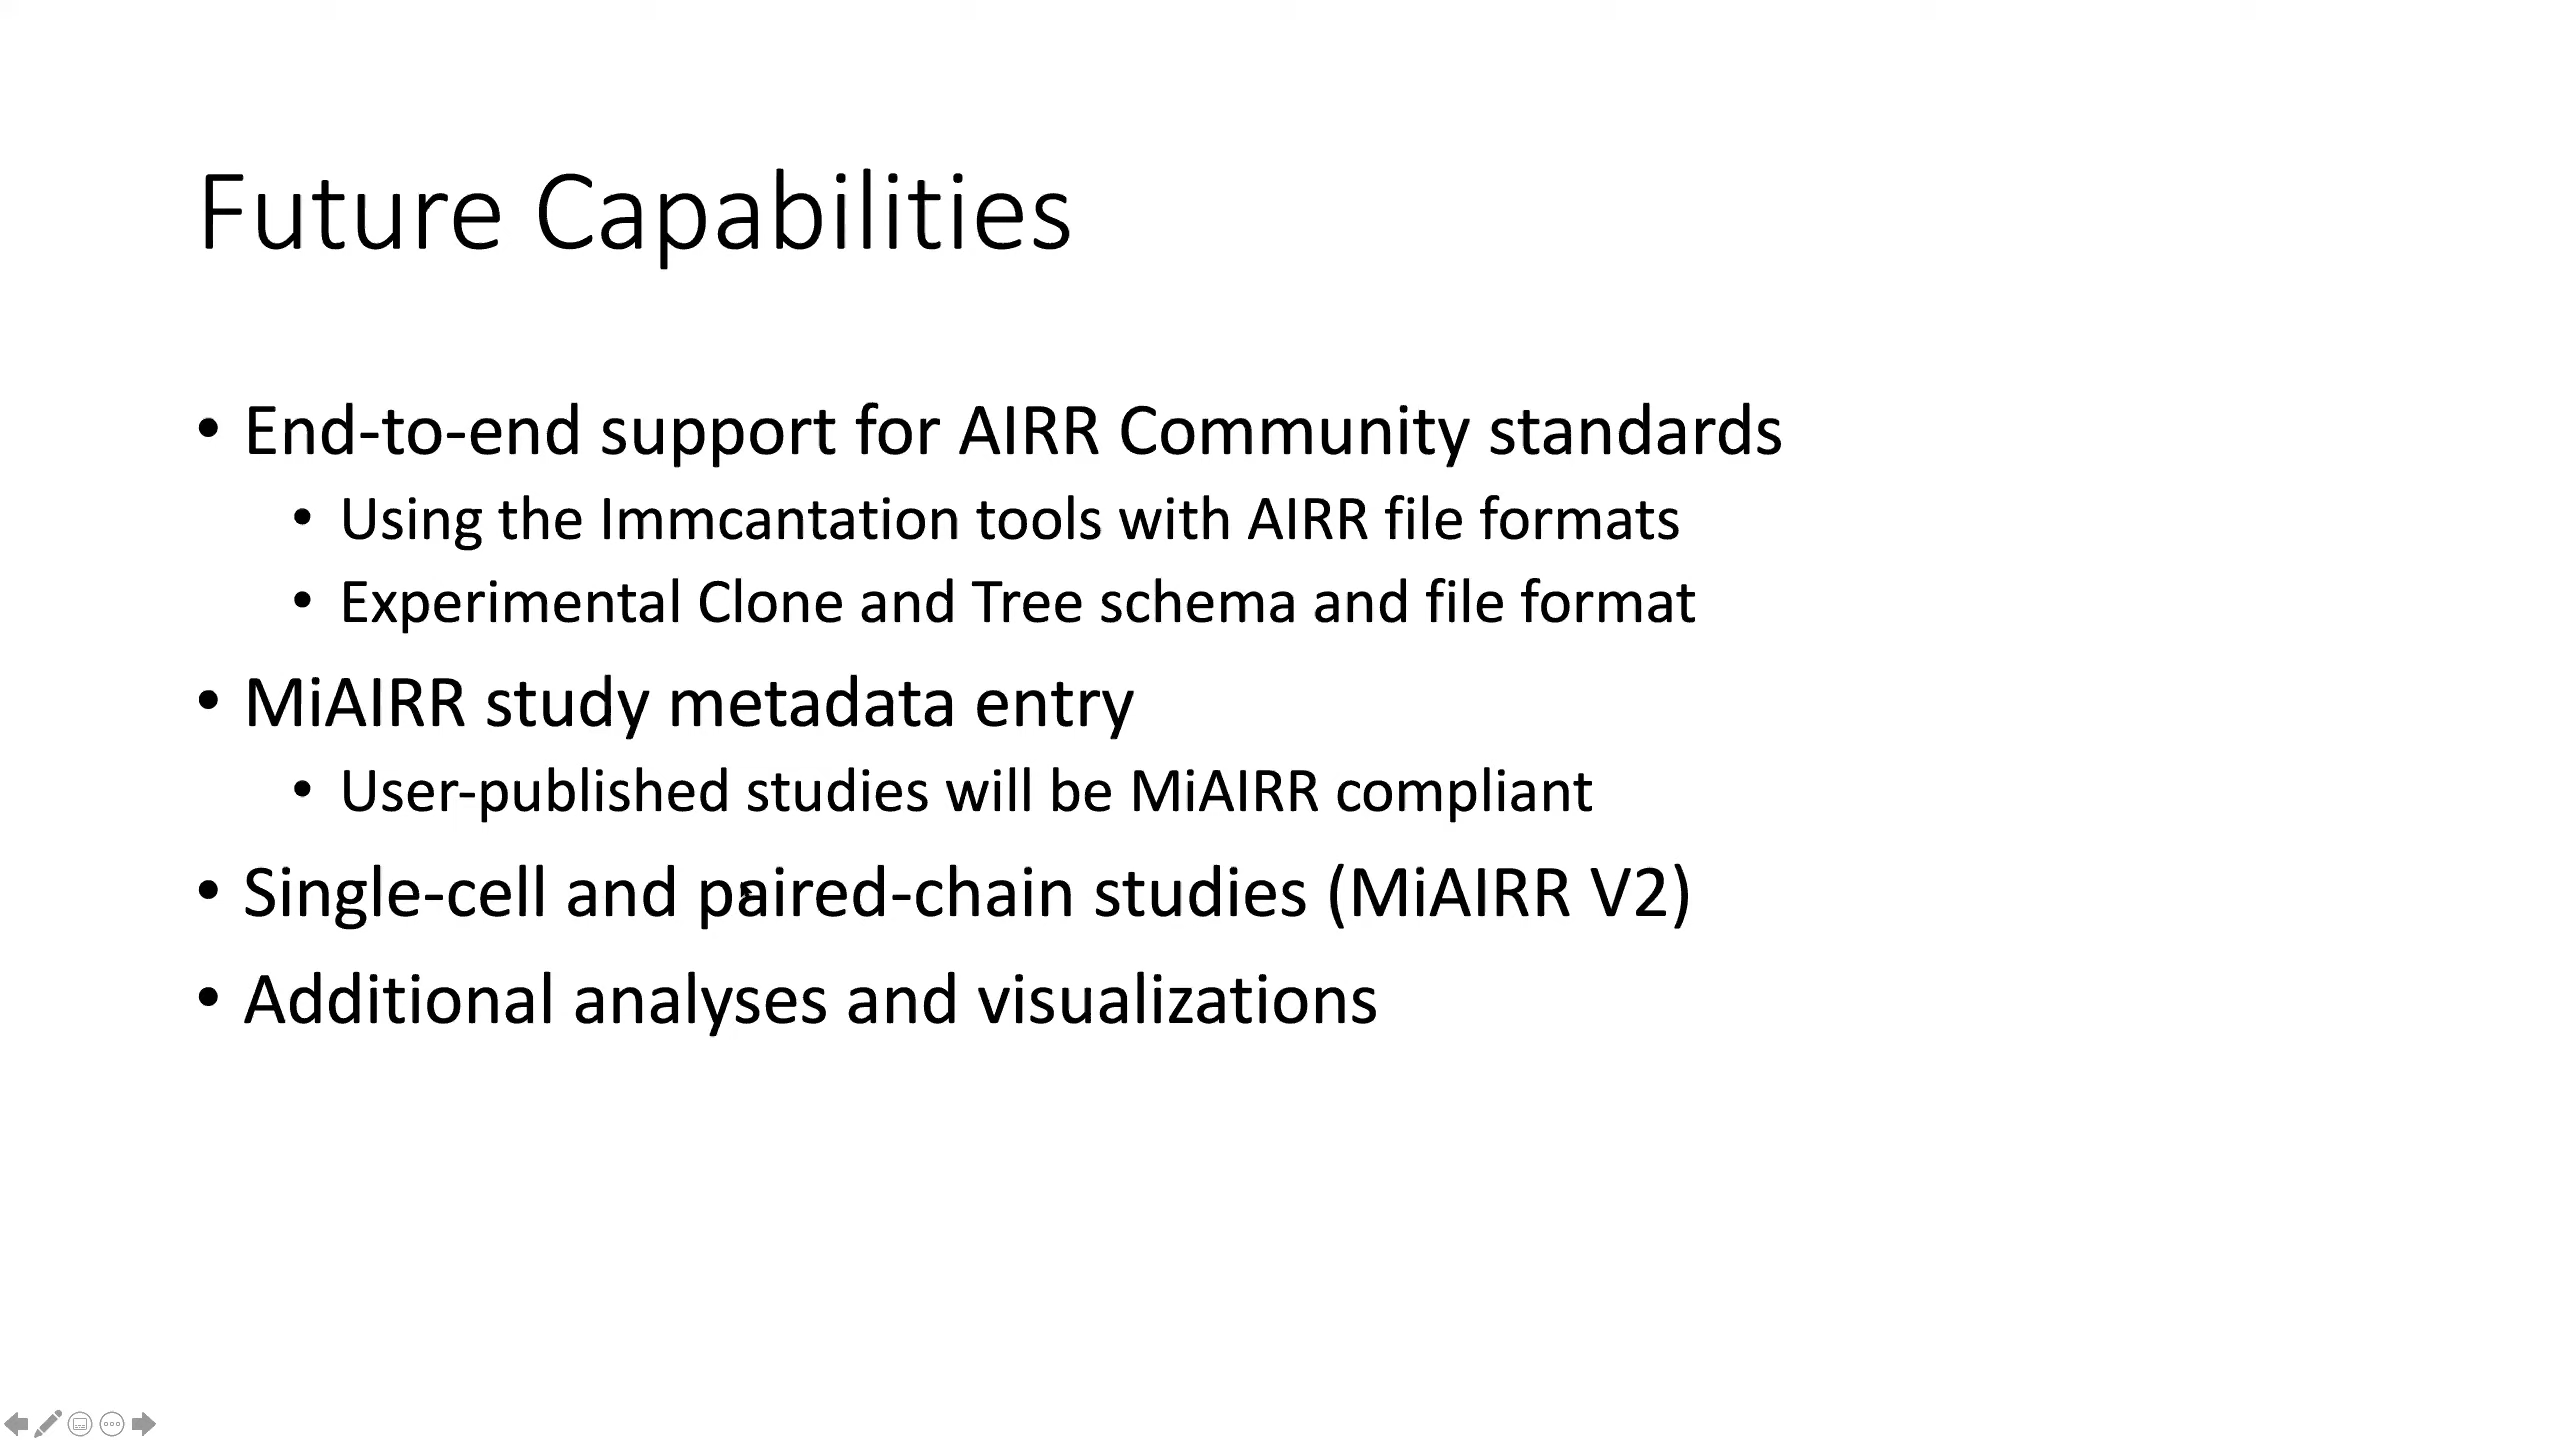 Future Capabilities
• End-to-end support for AIRR Community standards
• Using the Immcantation tools with AIRR file formats
• Experimental Clone and Tree schema and file format
• MiAIRR study metadata entry
• User-published studies will be MiAIRR compliant
• Single-cell and paired-chain studies (MiAIRR V2)
• Additional analyses and visualizations